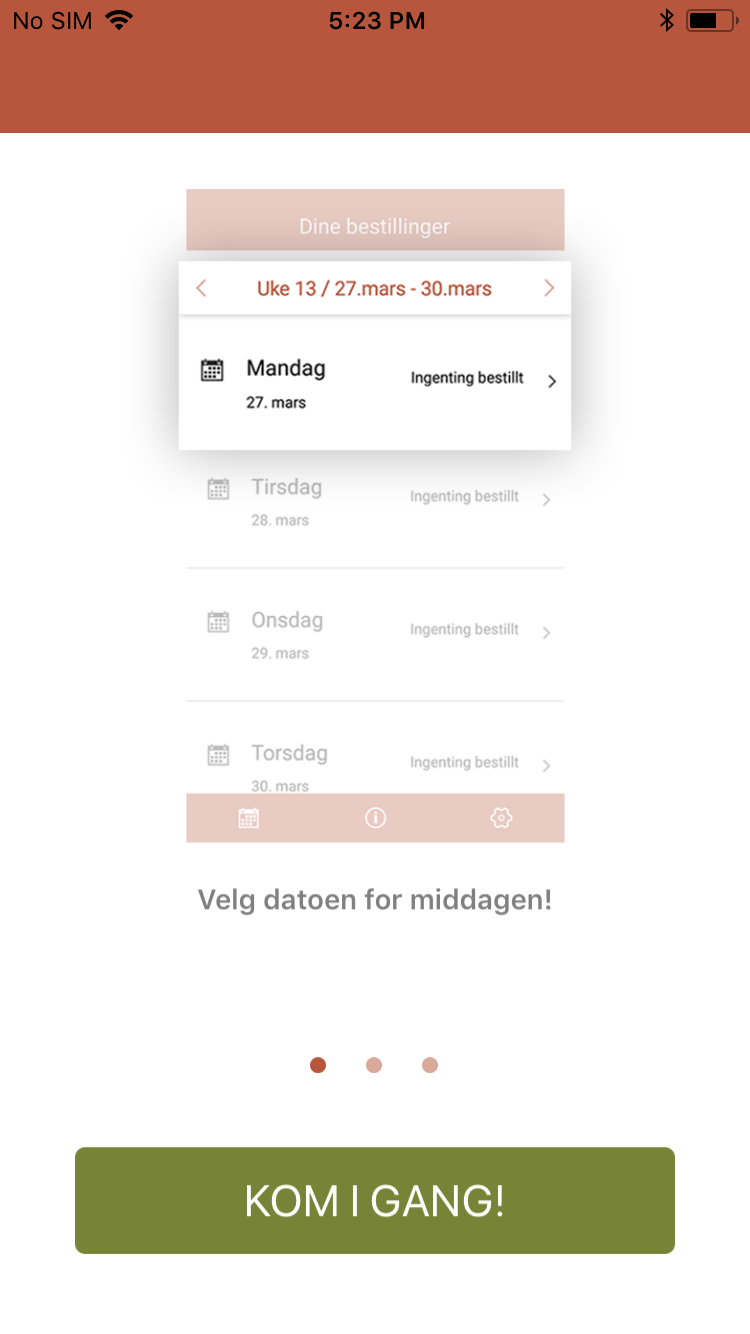 No SIM 5:23 PM
Dine bestillinger
Uke 13 / 27.mars - 30.mars
Mandag
Ingenting bestillt
27. mars
Tirsdag
Ingenting bestillt
28. mars
Onsdag
Ingenting bestillt
29. mars
Torsdag
Ingenting bestillt
30. mars
Velg datoen for middagen!
KOM I GANG!